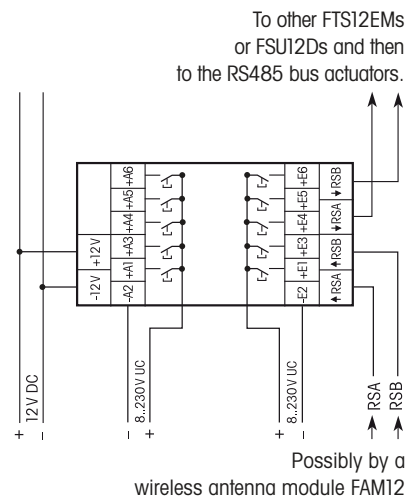 To other FTS12EMs
or FSU12Ds and then
to the RS485 bus actuators.
+A6
+A5
+A4
+A3
+A1
-A2
+12V
-12V
+E6
+E5
+E4
+E3
+E1
-E2
RSB
RSA
RSB
RSA
12V DC
+
–
8..230V UC
–
+
8..230V UC
+
–
RSA
RSB
Possibly by a
wireless antenna module FAM12